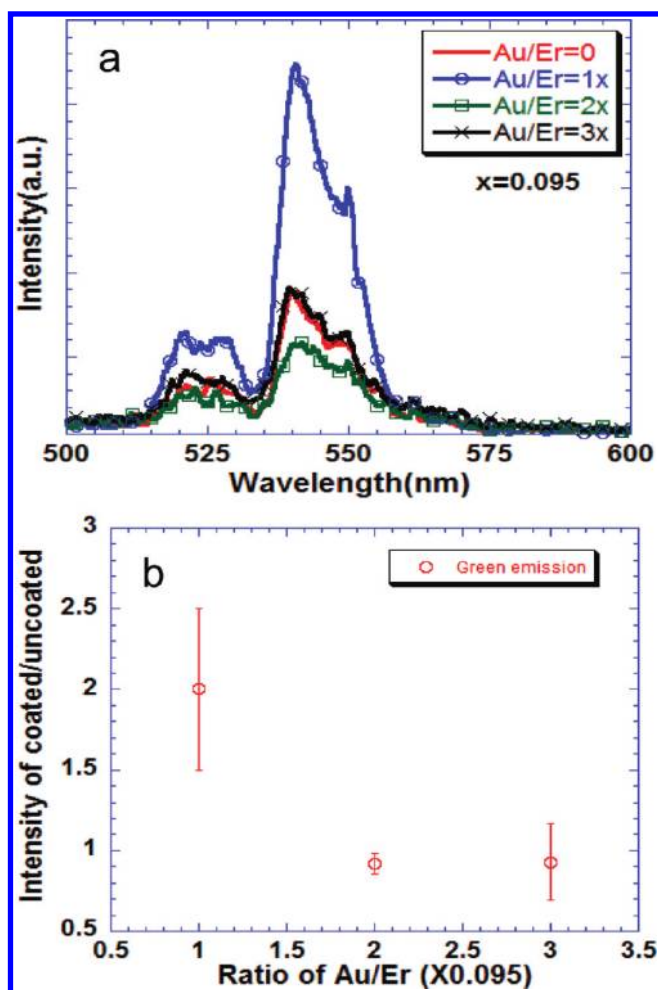 a
Au/Er=0
Au/Er=1x
Au/Er=2x
Au/Er=3x
x=0.095
Intensity(a.u.)
500 525 550 575 600
Wavelength(nm)
b
Green emission
3
2.5
2
1.5
1
0.5
Intensity of coated/uncoated
0.5 1 1.5 2 2.5 3 3.5
Ratio of Au/Er (X0.095)